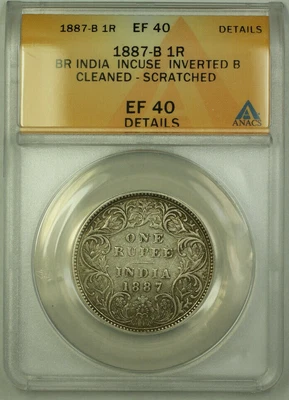 1887-B 1R EF 40 DETAILS
1887-B 1R
BR INDIA INCUSE INVERTED B
CLEANED - SCRATCHED
EF 40
DETAILS
ANACS
ONE
RUPEE
INDIA
1887